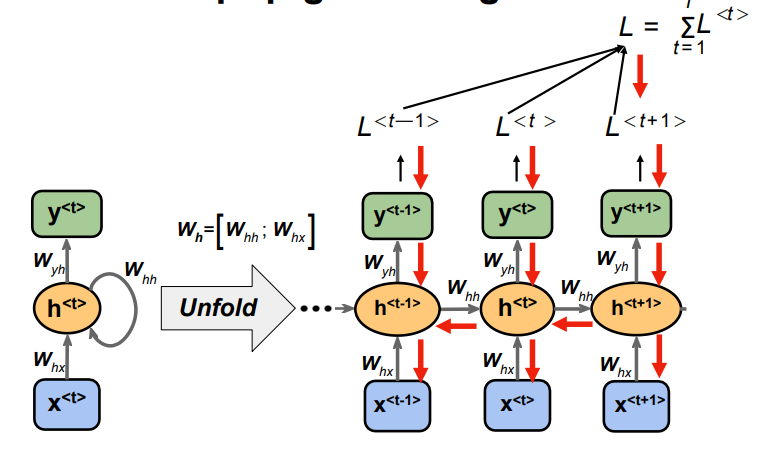 L = Σ L<t>
t=1
L<t—1> L<t > L<t+1>
y<t> y<t-1> y<t> y<t+1>
Wh=[Whh; Whx]
Wyh Whh Wyh Wyh Wyh
Whh Whh
h<t> Unfold h<t-1> h<t> h<t+1>
Whx Whx Whx Whx
x<t> x<t-1> x<t> x<t+1>